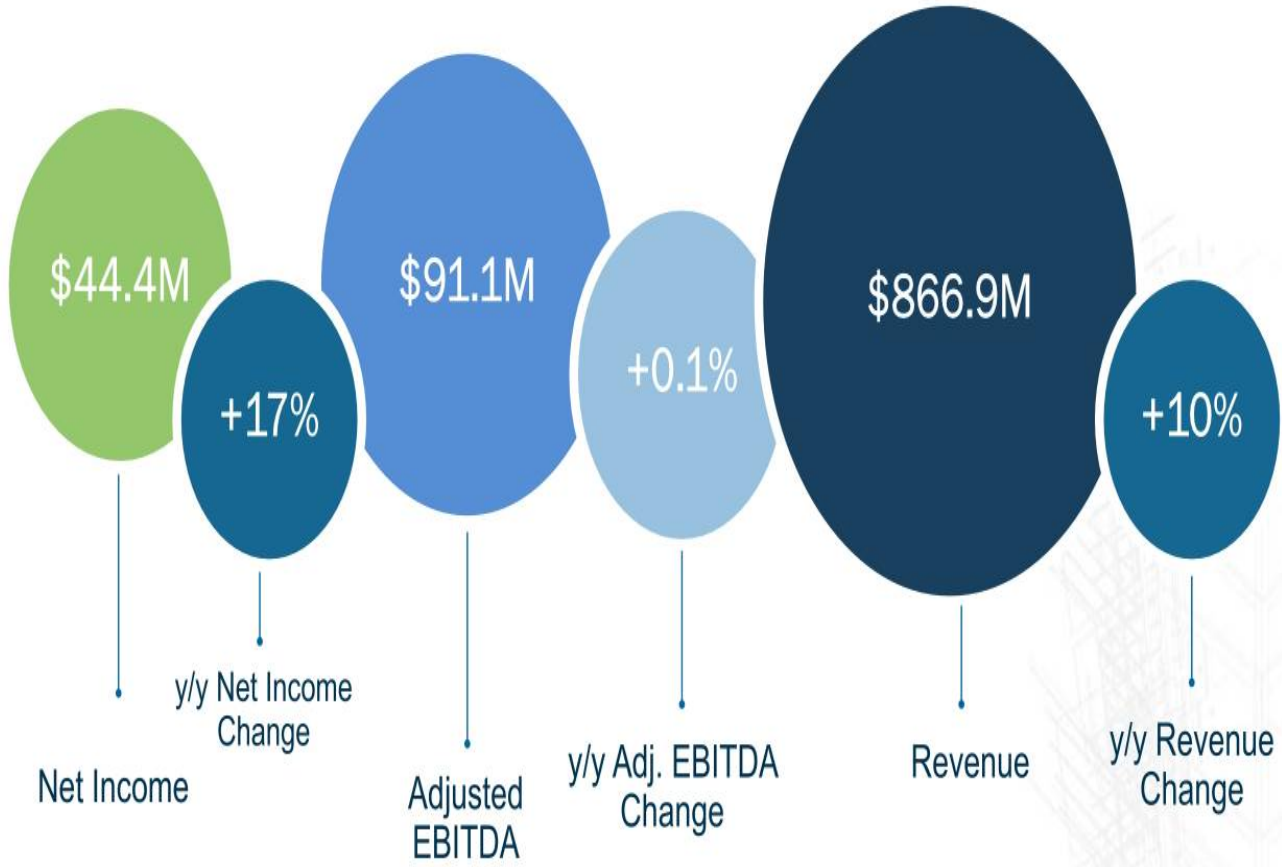 $44.4M
+17%
$91.1M
+0.1%
$866.9M
+10%
Net Income
y/y Net Income
Change
Adjusted
EBITDA
y/y Adj. EBITDA
Change
Revenue
y/y Revenue
Change